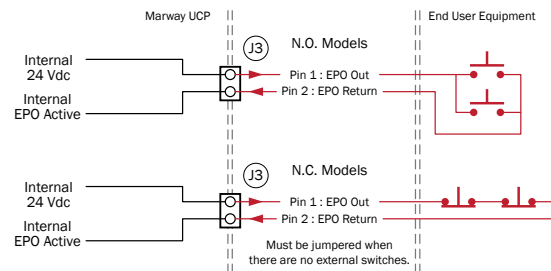 Marway UCP
End User Equipment
J3
N.O. Models
Internal
24 Vdc
Pin 1 : EPO Out
Pin 2 : EPO Return
Internal
EPO Active
J3
N.C. Models
Internal
24 Vdc
Pin 1 : EPO Out
Pin 2 : EPO Return
Internal
EPO Active
Must be jumpered when
there are no external switches.